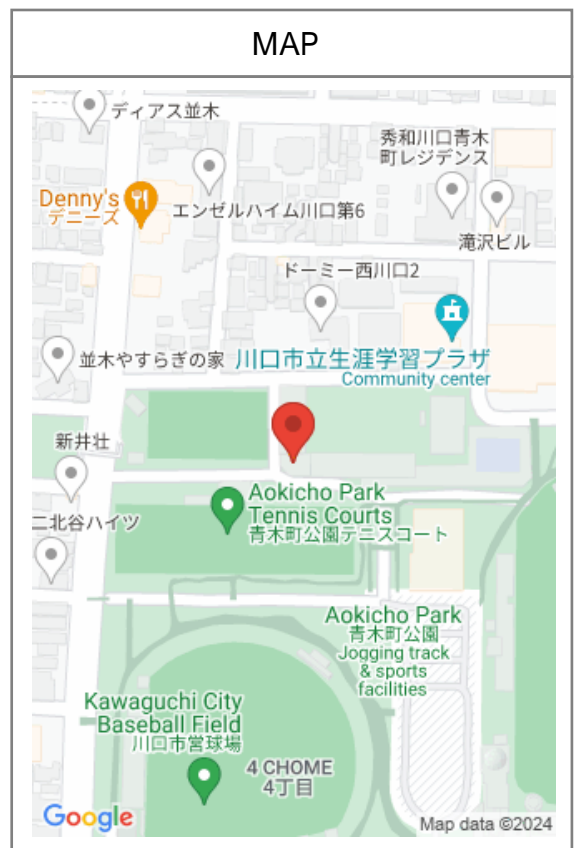 MAP
ディアス並木
秀和川口青木
町レジデンス
Denny's
デニーズ
エンゼルハイム川口第6
滝沢ビル
ドーミー西川口2
並木やすらぎの家
川口市立生涯学習プラザ
Community center
新井荘
Aokicho Park
Tennis Courts
青木町公園テニスコート
二北谷ハイツ
Aokicho Park
青木町公園
Jogging track
& sports
facilities
Kawaguchi City
Baseball Field
川口市営球場
4 CHOME
4丁目
Google
Map data ©2024